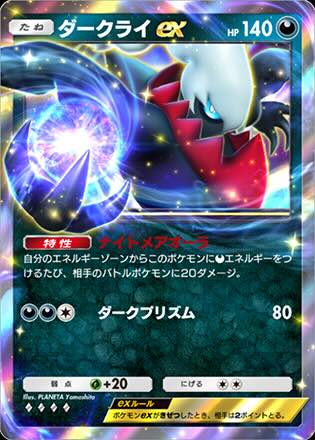 たね ダークライex HP 140
特性 ナイトメアオーラ
自分のエネルギーゾーンからこのポケモンに エネルギーを
つけるたび、相手のバトルポケモンに20ダメージ。
ダークプリズム 80
弱点 +20 にげる
Illus. PLANETA Yamashita
exルール
ポケモンexがきぜつしたとき、相手は2ポイントとる。